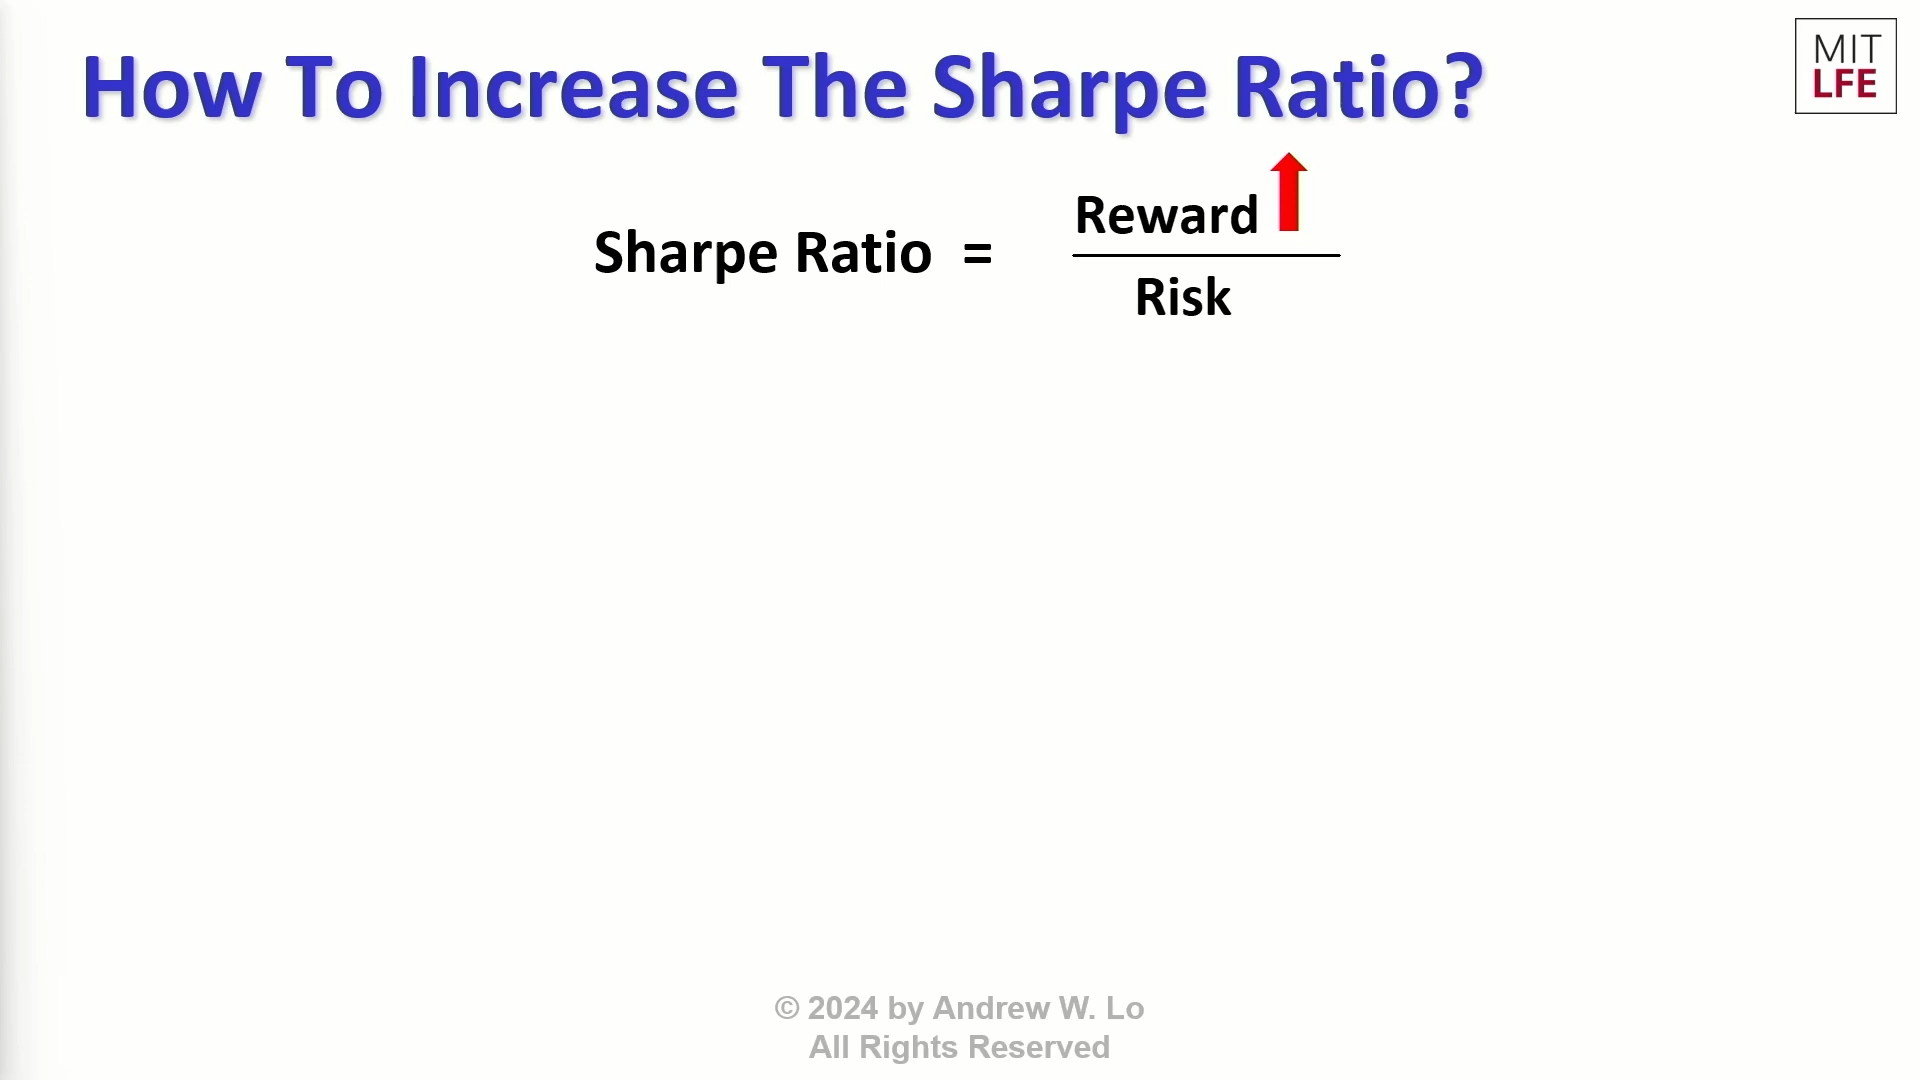 How To Increase The Sharpe Ratio?
MIT
LFE
Sharpe Ratio = Reward
Risk
© 2024 by Andrew W. Lo
All Rights Reserved